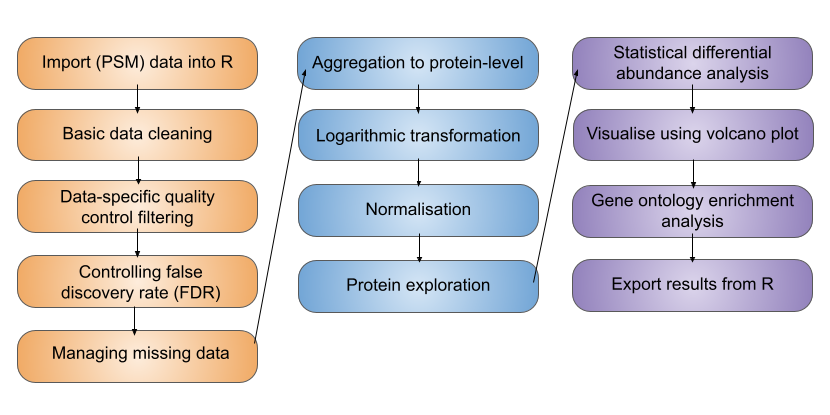 Import (PSM) data into R
Basic data cleaning
Data-specific quality
control filtering
Controlling false
discovery rate (FDR)
Managing missing data
Aggregation to protein-level
Logarithmic transformation
Normalisation
Protein exploration
Statistical differential
abundance analysis
Visualise using volcano plot
Gene ontology enrichment
analysis
Export results from R